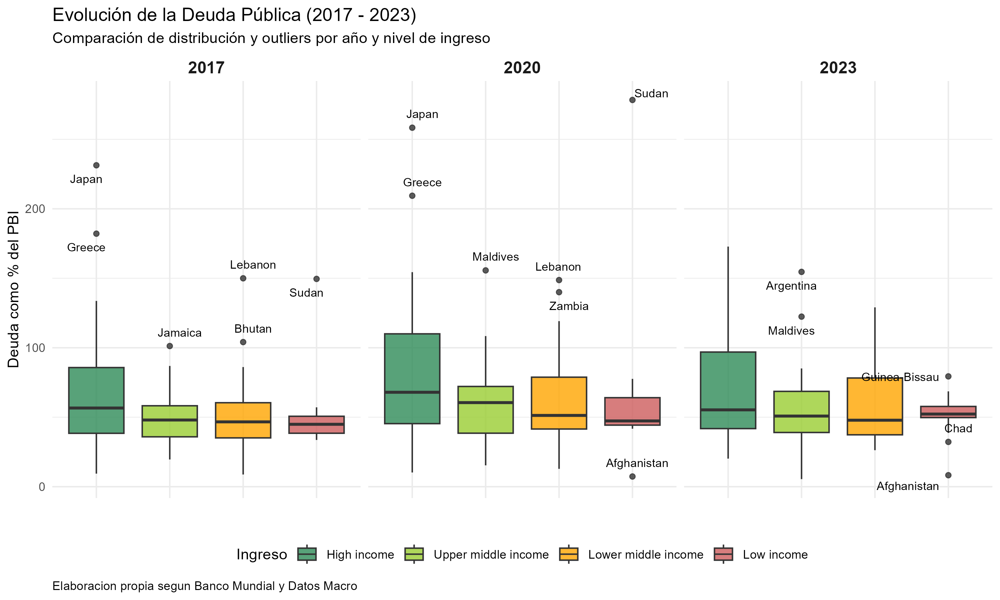 Evolución de la Deuda Pública (2017 - 2023)
Comparación de distribución y outliers por año y nivel de ingreso
2017
2020
2023
Deuda como % del PBI
200
100
0
Japan
Greece
Jamaica
Lebanon
Bhutan
Sudan
Japan
Greece
Maldives
Lebanon
Zambia
Sudan
Afghanistan
Argentina
Maldives
Guinea-Bissau
Chad
Afghanistan
Ingreso
High income
Upper middle income
Lower middle income
Low income
Elaboracion propia segun Banco Mundial y Datos Macro